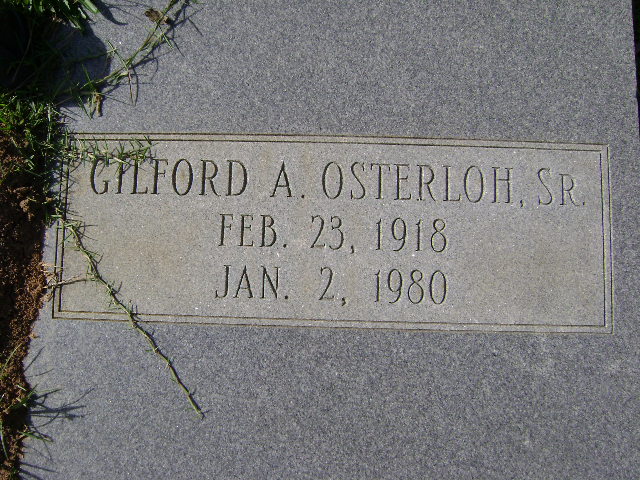 GILFORD A. OSTERLOH, SR.
FEB. 23, 1918
JAN. 2, 1980